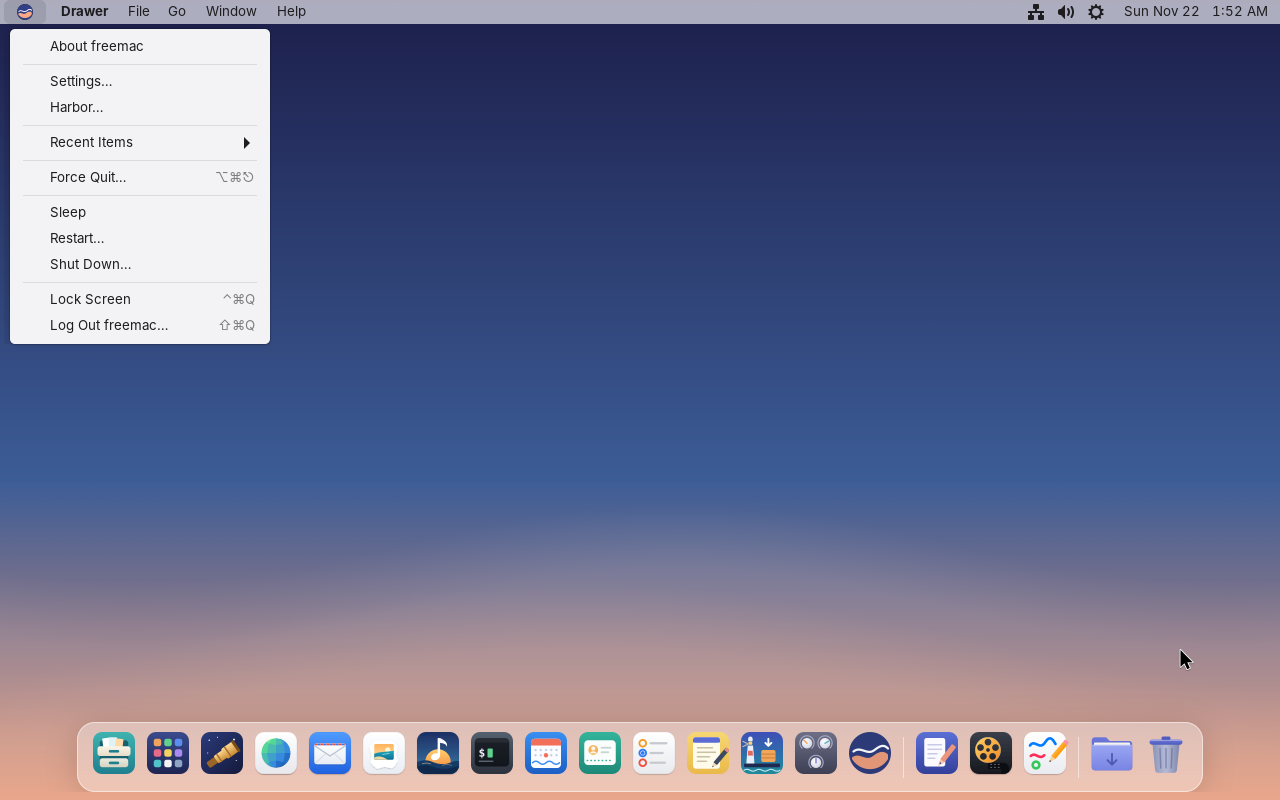 Drawer File Go Window Help Sun Nov 22 1:52 AM
About freemac
Settings...
Harbor...
Recent Items
Force Quit... ⌥⌘⎋
Sleep
Restart...
Shut Down...
Lock Screen ^⌘Q
Log Out freemac... ⇧⌘Q
$